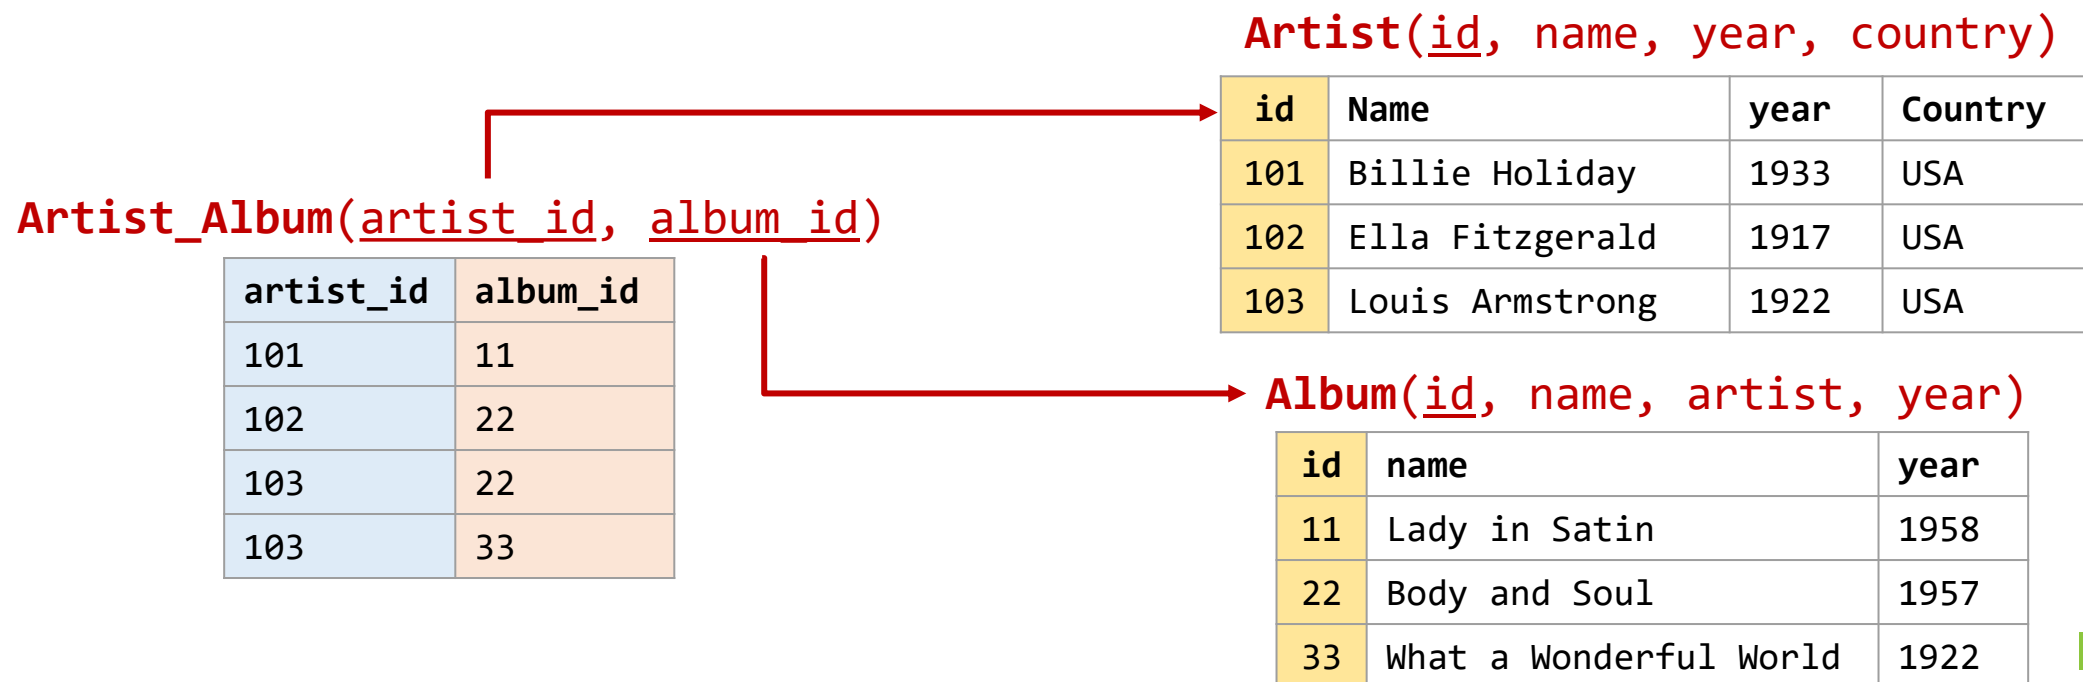 Artist(id, name, year, country)
id Name year Country
101 Billie Holiday 1933 USA
102 Ella Fitzgerald 1917 USA
103 Louis Armstrong 1922 USA
Artist_Album(artist_id, album_id)
artist_id album_id
101 11
102 22
103 22
103 33
Album(id, name, artist, year)
id name year
11 Lady in Satin 1958
22 Body and Soul 1957
33 What a Wonderful World 1922